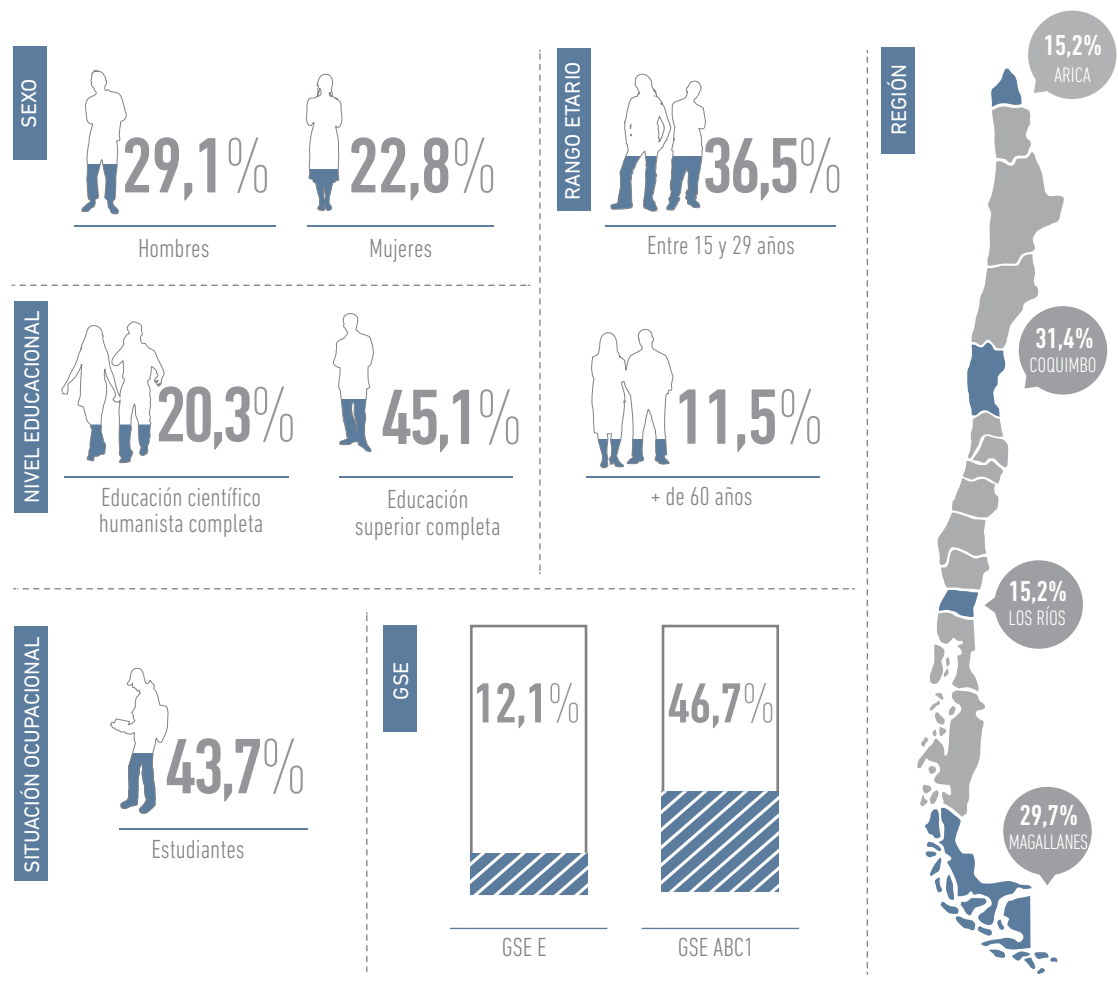 SEXO
29,1%
Hombres
22,8%
Mujeres
RANGO ETARIO
36,5%
Entre 15 y 29 años
11,5%
+ de 60 años
NIVEL EDUCACIONAL
20,3%
Educación científico
humanista completa
45,1%
Educación
superior completa
SITUACIÓN OCUPACIONAL
43,7%
Estudiantes
GSE
12,1%
GSE E
46,7%
GSE ABC1
REGIÓN
15,2%
ARICA
31,4%
COQUIMBO
15,2%
LOS RÍOS
29,7%
MAGALLANES